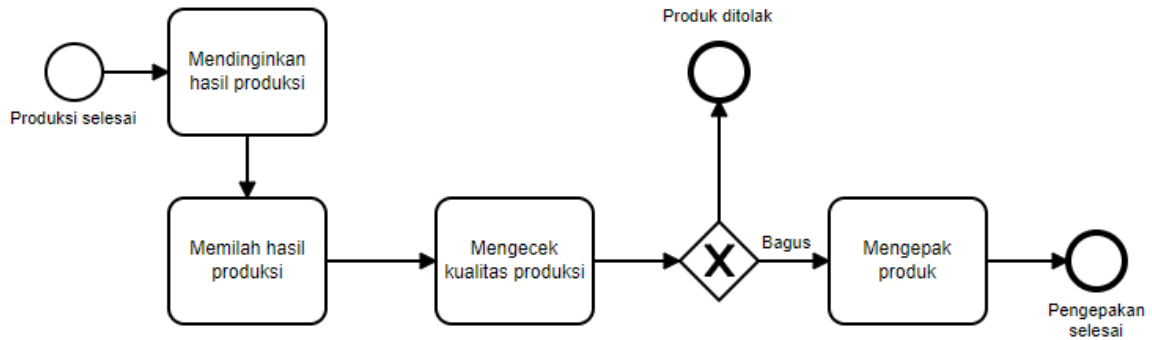 Produksi selesai
Mendinginkan
hasil produksi
Memilah hasil
produksi
Mengecek
kualitas produksi
X
Produk ditolak
Bagus
Mengepak
produk
Pengepakan
selesai